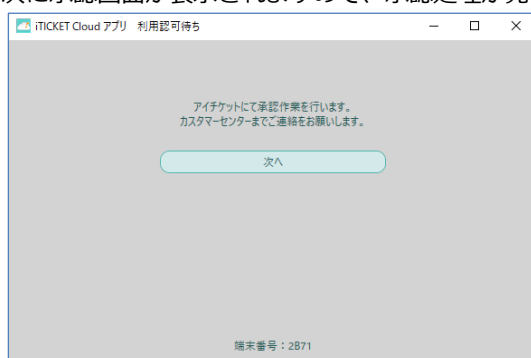 iTICKET Cloud アプリ　利用認可待ち
アイチケットにて承認作業を行います。
カスタマーセンターまでご連絡をお願いします。
次へ
端末番号：2B71